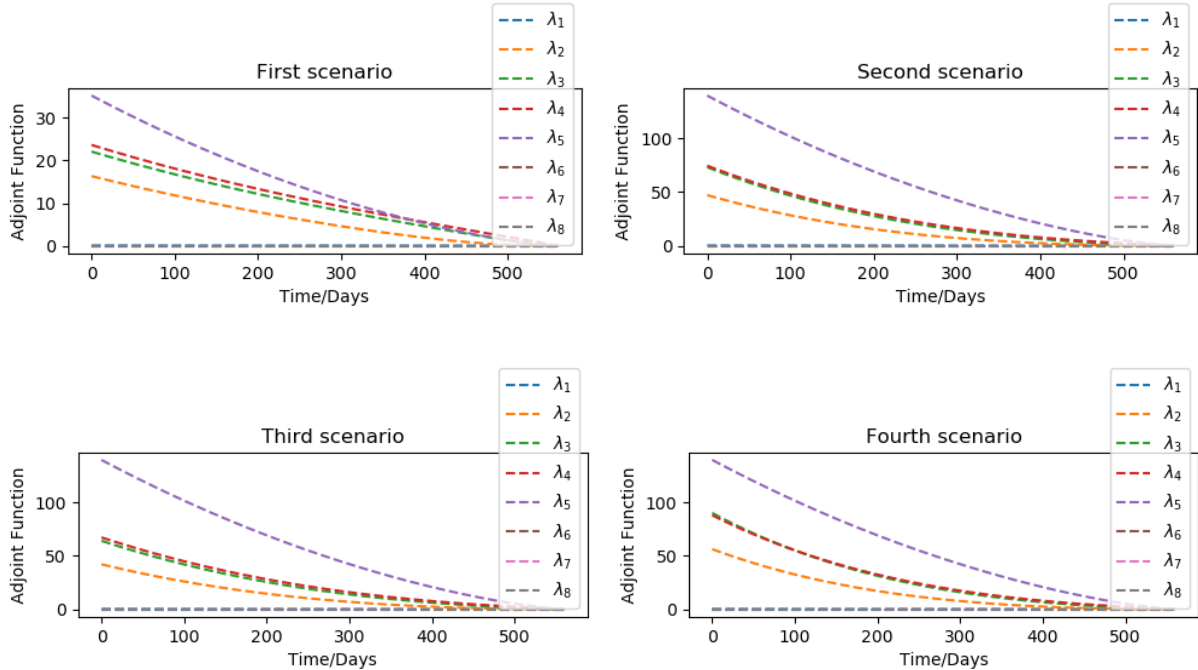 First scenario
Adjoint Function
30
20
10
0
0 100 200 300 400 500
Time/Days
λ1
λ2
λ3
λ4
λ5
λ6
λ7
λ8
Second scenario
Adjoint Function
100
50
0
0 100 200 300 400 500
Time/Days
λ1
λ2
λ3
λ4
λ5
λ6
λ7
λ8
Third scenario
Adjoint Function
100
50
0
0 100 200 300 400 500
Time/Days
λ1
λ2
λ3
λ4
λ5
λ6
λ7
λ8
Fourth scenario
Adjoint Function
100
50
0
0 100 200 300 400 500
Time/Days
λ1
λ2
λ3
λ4
λ5
λ6
λ7
λ8